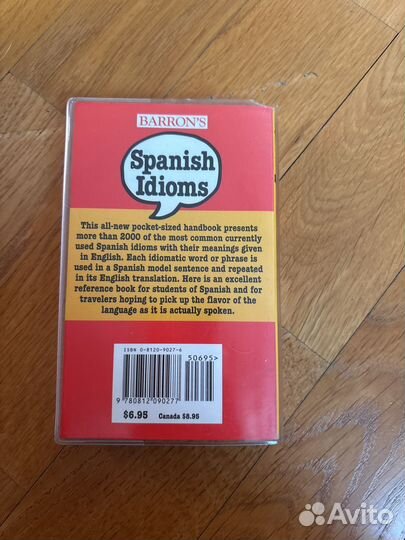 BARRON'S
Spanish
Idioms
This all-new pocket-sized handbook presents
more than 2000 of the most common currently
used Spanish idioms with their meanings given
in English. Each idiomatic word or phrase is
used in a Spanish model sentence and repeated
in its English translation. Here is an excellent
reference book for students of Spanish and for
travelers hoping to pick up the flavor of the
language as it is actually spoken.
ISBN 0-8120-9027-6
50695>
9 780812 090277
$6.95 Canada $8.95
Avito